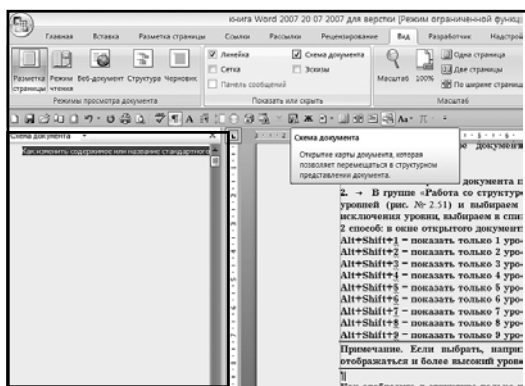 книга Word 2007 20 07 2007 для верстки [Режим ограниченной функц
Главная Вставка Разметка страницы Ссылки Рассылки Рецензирование Вид Разработчик Надстрой
Разметка страницы Режим чтения Веб-документ Структура Черновик
Режимы просмотра документа
Линейка Схема документа
Сетка Эскизы
Панель сообщений
Показать или скрыть
Масштаб 100%
Одна страница
Две страницы
По ширине страниц
Масштаб
Схема документа
Как изменить содержимое или название стандартного
Схема документа
Открытие карты документа, которая
позволяет перемещаться в структурном
представлении документа.
документа
2. → В группе «Работа со структур
уровней (рис. № 2.51) и выбираем
исключения уровня, выбираем в спи
2 способ: в окне открытого документ
Alt+Shift+1 – показать только 1 уро
Alt+Shift+2 – показать только 2 уро
Alt+Shift+3 – показать только 3 уро
Alt+Shift+4 – показать только 4 уро
Alt+Shift+5 – показать только 5 уро
Alt+Shift+6 – показать только 6 уро
Alt+Shift+7 – показать только 7 уро
Alt+Shift+8 – показать только 8 уро
Alt+Shift+9 – показать только 9 уро
Примечание. Если выбрать, напри
отображаться и более высокий урове
¶